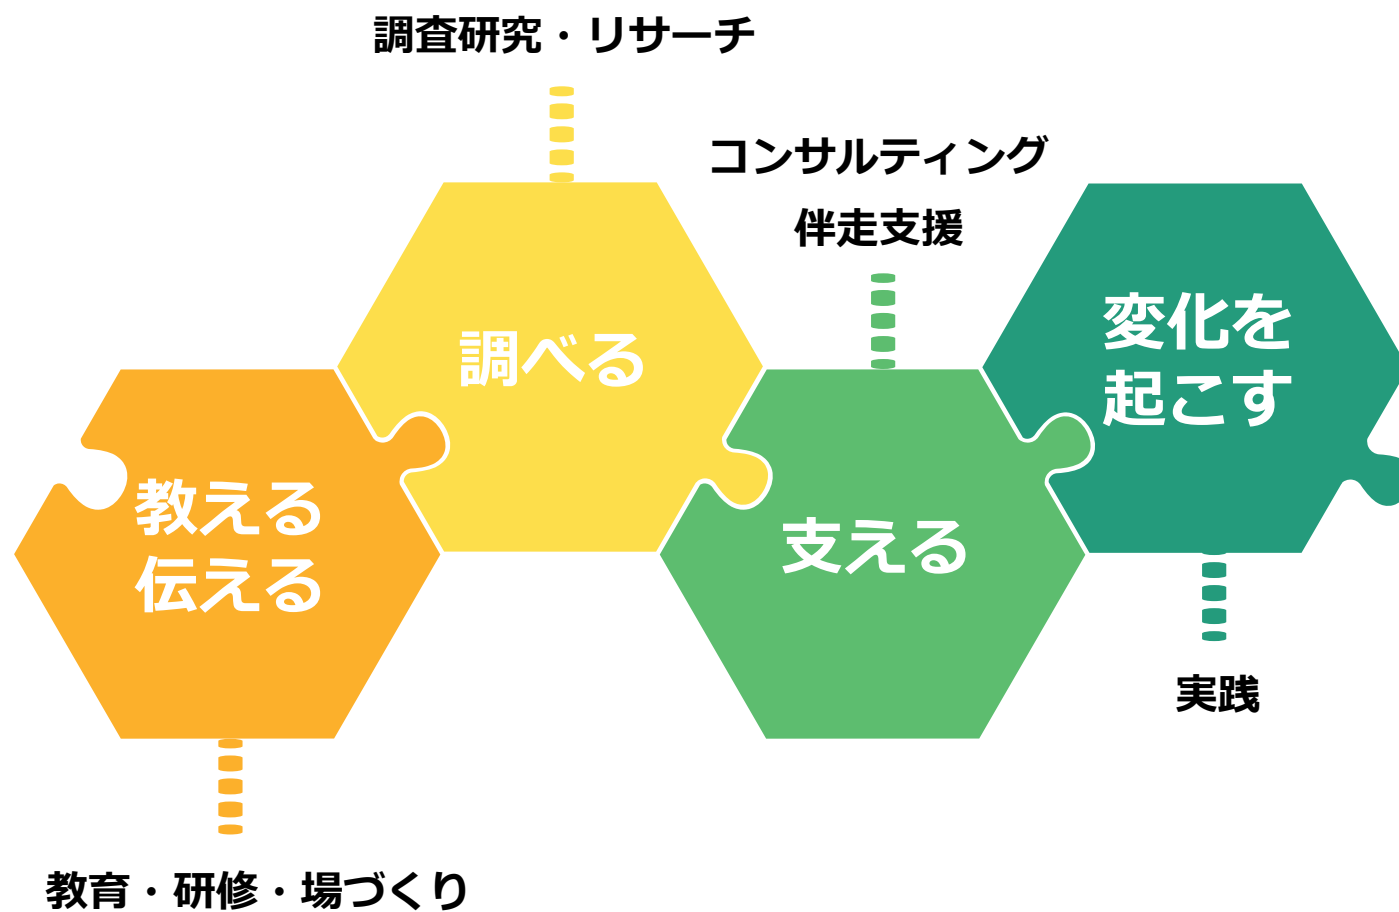 調査研究・リサーチ
コンサルティング
伴走支援
変化を
起こす
調べる
教える
伝える
支える
実践
教育・研修・場づくり